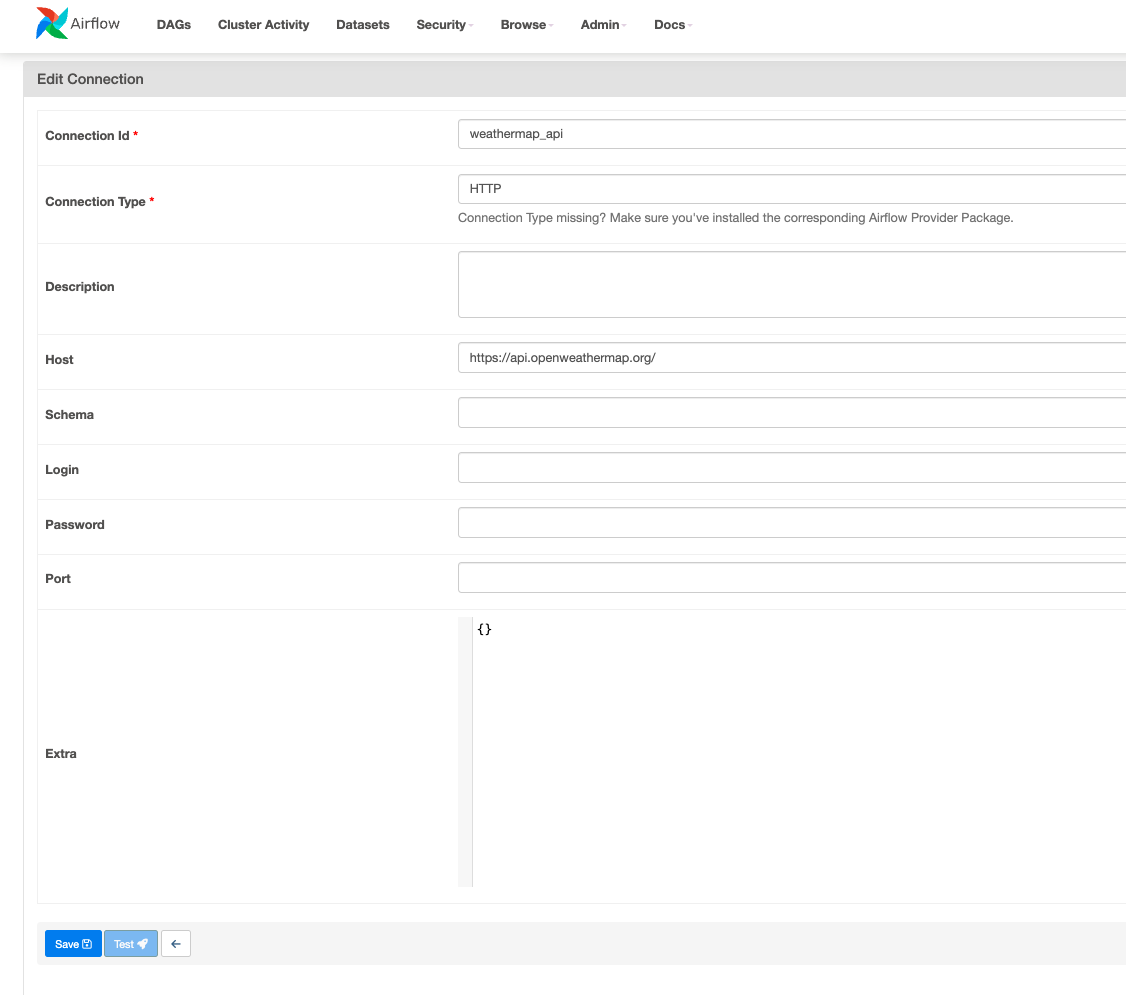 Airflow DAGs Cluster Activity Datasets Security Browse Admin Docs
Edit Connection
Connection Id *
weathermap_api
Connection Type *
HTTP
Connection Type missing? Make sure you've installed the corresponding Airflow Provider Package.
Description
Host
https://api.openweathermap.org/
Schema
Login
Password
Port
Extra
{}
Save Test